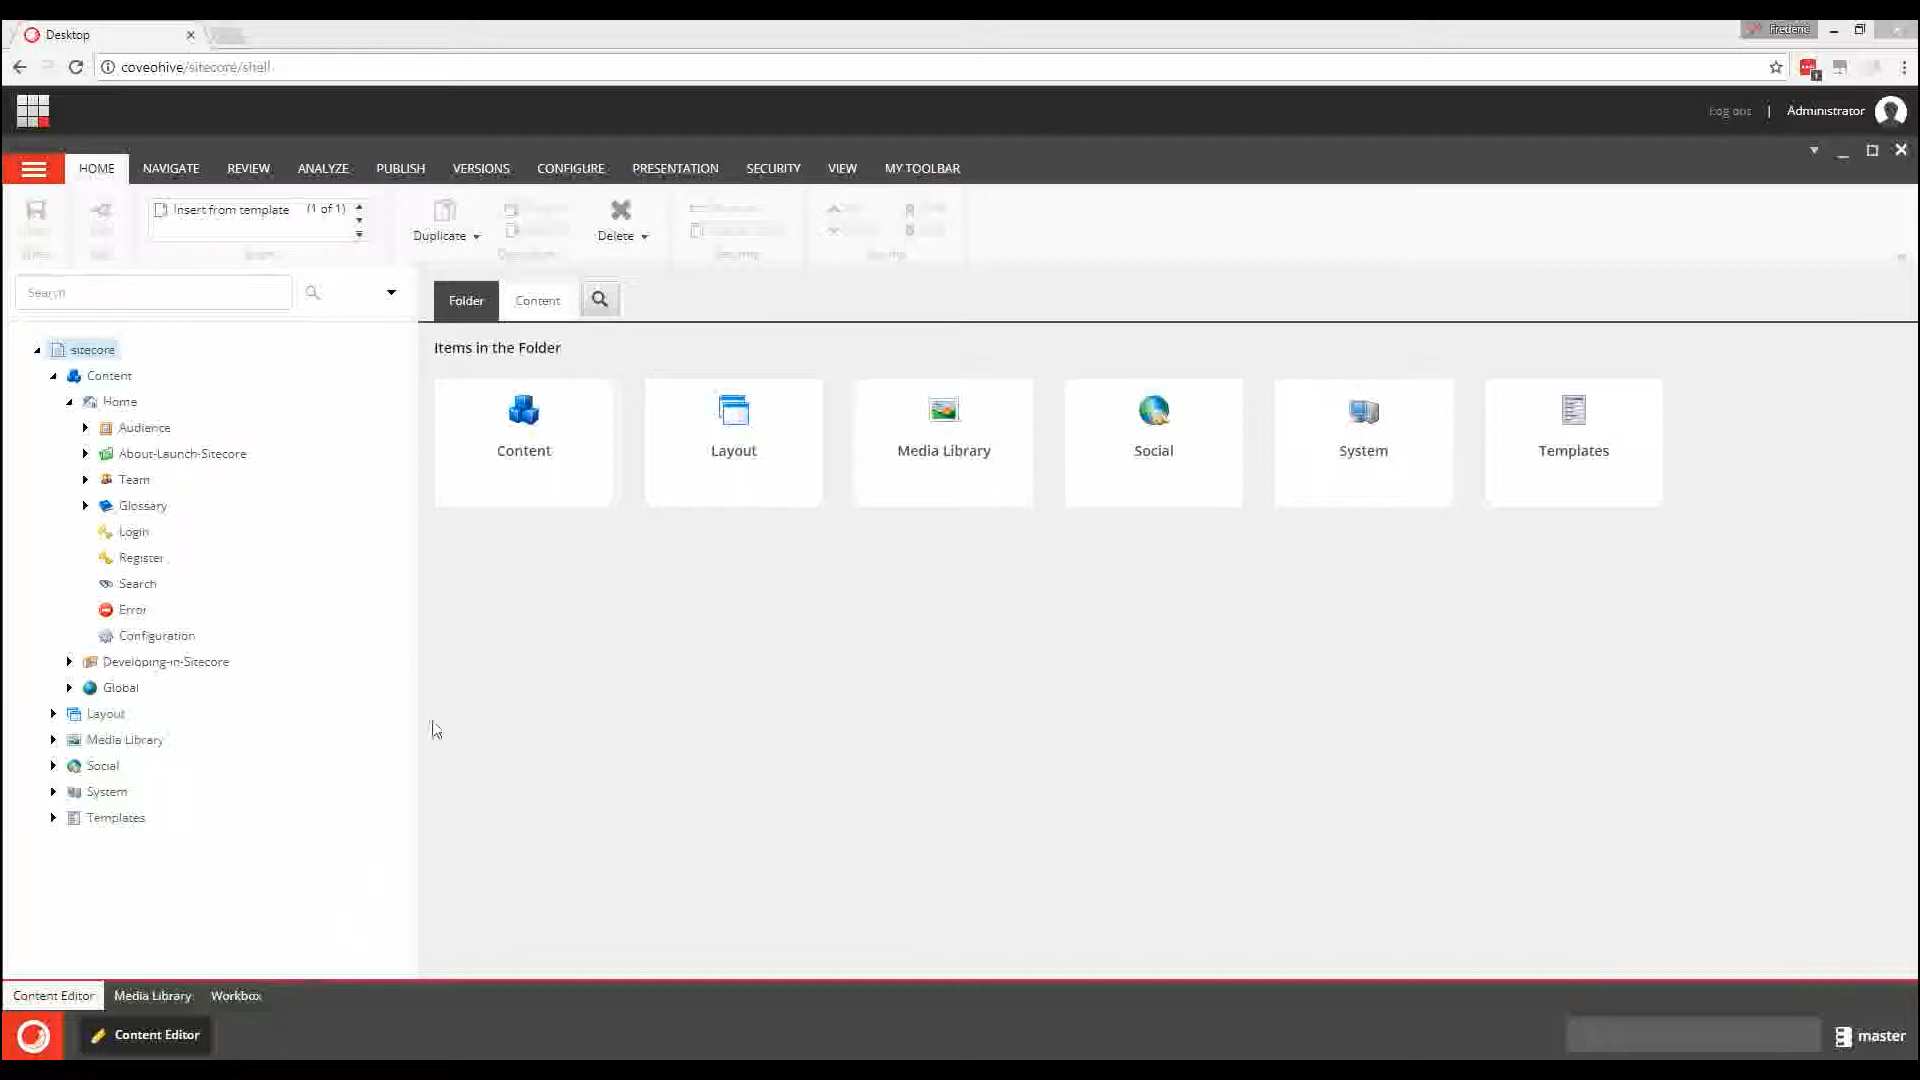 Desktop
Frederic
coveohive/sitecore/shell
Log out | Administrator
HOME NAVIGATE REVIEW ANALYZE PUBLISH VERSIONS CONFIGURE PRESENTATION SECURITY VIEW MY TOOLBAR
Insert from template (1 of 1)
Duplicate Delete
Search
Folder Content
Items in the Folder
sitecore
Content
Home
Audience
About-Launch-Sitecore
Team
Glossary
Login
Register
Search
Error
Configuration
Developing-in-Sitecore
Global
Layout
Media Library
Social
System
Templates
Content Layout Media Library Social System Templates
Content Editor Media Library Workbox
Content Editor
master